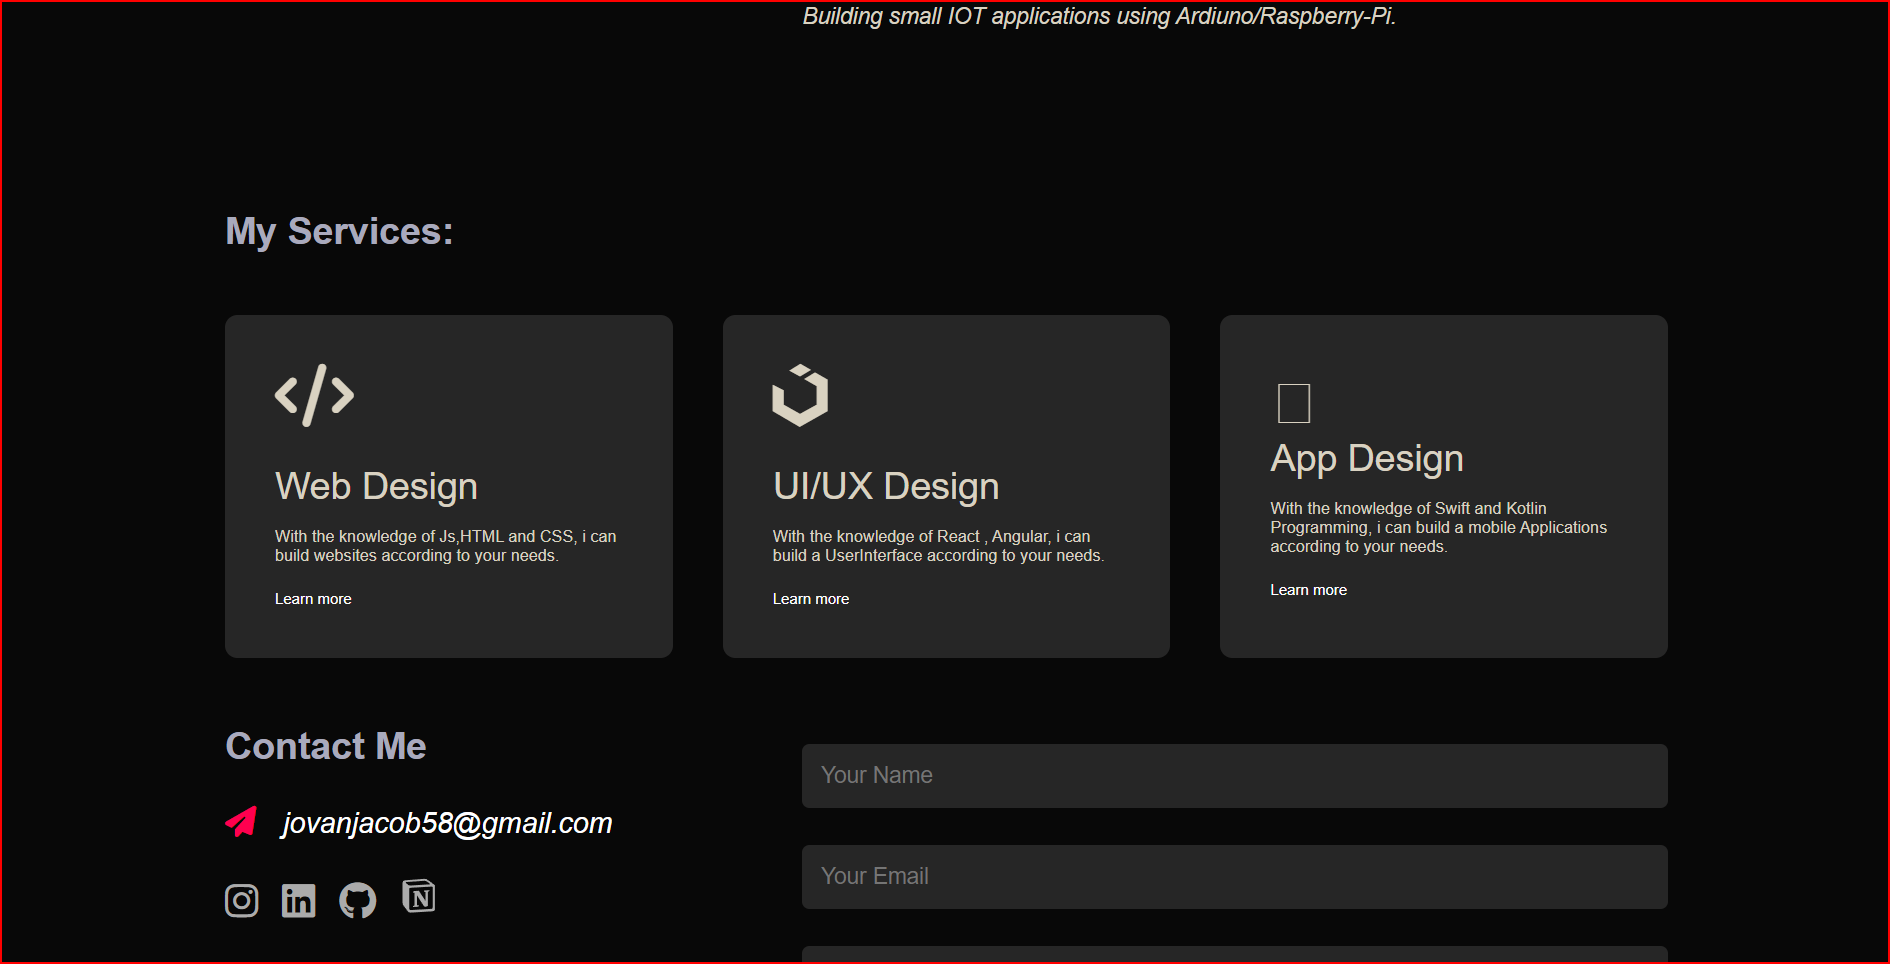 Building small IOT applications using Ardiuno/Raspberry-Pi.
My Services:
Web Design
With the knowledge of Js,HTML and CSS, i can
build websites according to your needs.
Learn more
UI/UX Design
With the knowledge of React , Angular, i can
build a UserInterface according to your needs.
Learn more
App Design
With the knowledge of Swift and Kotlin
Programming, i can build a mobile Applications
according to your needs.
Learn more
Contact Me
jovanjacob58@gmail.com
Your Name
Your Email